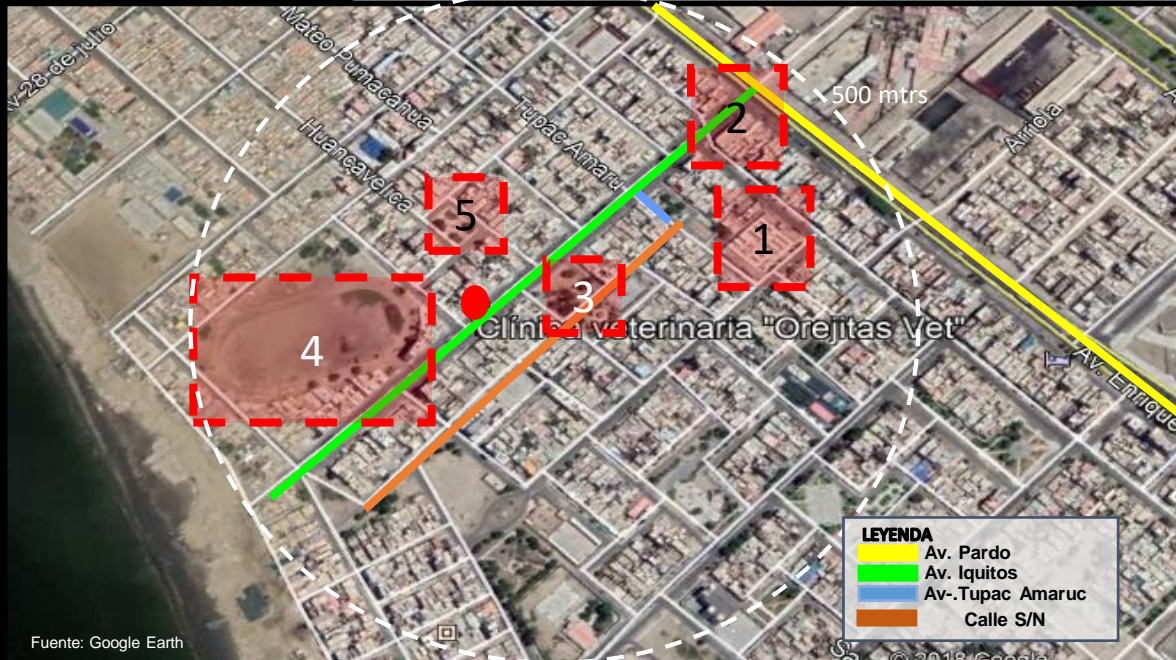 Av 28 de julio
Mateo Pumacahua
Huancavelica
Tupac Amaru
500 mtrs
Arriola
2
5
1
3
4
Clínica veterinaria "Orejitas Vet"
Av. Enrique
LEYENDA
Av. Pardo
Av. Iquitos
Av-.Tupac Amaruc
Calle S/N
Fuente: Google Earth
© 2018 Google